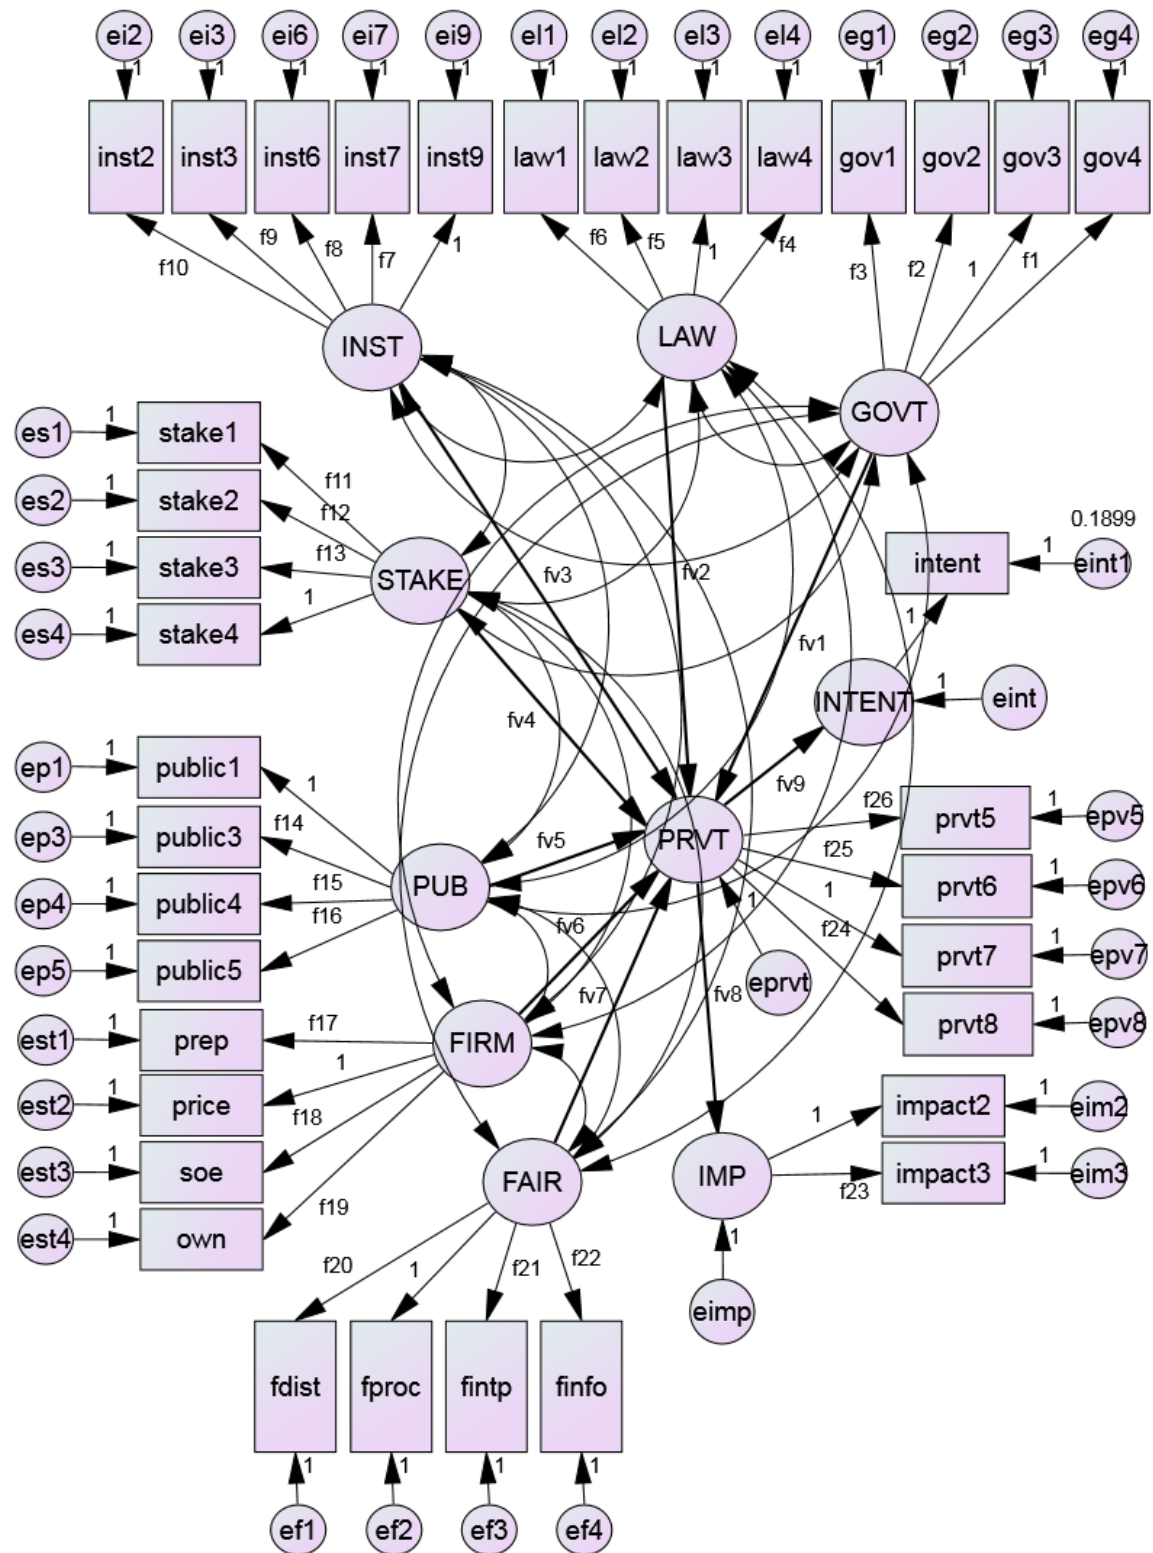 ei2 ei3 ei6 ei7 ei9 el1 el2 el3 el4 eg1 eg2 eg3 eg4
1 1 1 1 1 1 1 1 1 1 1 1 1
inst2 inst3 inst6 inst7 inst9 law1 law2 law3 law4 gov1 gov2 gov3 gov4
f10 f9 f8 f7 1 f6 f5 1 f4 f3 f2 1 f1
INST LAW GOVT
es1 1 stake1
es2 1 stake2
es3 1 stake3
es4 1 stake4
f11
f12
f13
1
STAKE
fv3 fv2 fv1
0.1899
intent 1 eint1
1
INTENT 1 eint
fv4
fv9
ep1 1 public1
ep3 1 public3
ep4 1 public4
ep5 1 public5
1
f14
f15
f16
PUB
fv5
PRVT
f26
f25
1
f24
prvt5 1 epv5
prvt6 1 epv6
prvt7 1 epv7
prvt8 1 epv8
fv6
1
eprvt
fv7
fv8
est1 1 prep
est2 1 price
est3 1 soe
est4 1 own
f17
1
f18
f19
FIRM
FAIR
IMP
1
f23
impact2 1 eim2
impact3 1 eim3
1
eimp
f20 1 f21 f22
fdist fproc fintp finfo
1 1 1 1
ef1 ef2 ef3 ef4